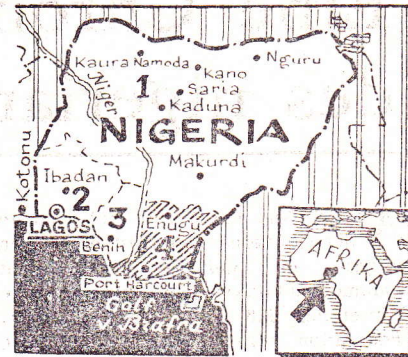 Kaura Namoda
Kano
Nguru
1
Saria
Niger
Kaduna
NIGERIA
Makurdi
Kotonu
Ibadan
2
3
Enugu
LAGOS
4
Benin
Port Harcourt
Golf
v. Biafra
AFRIKA